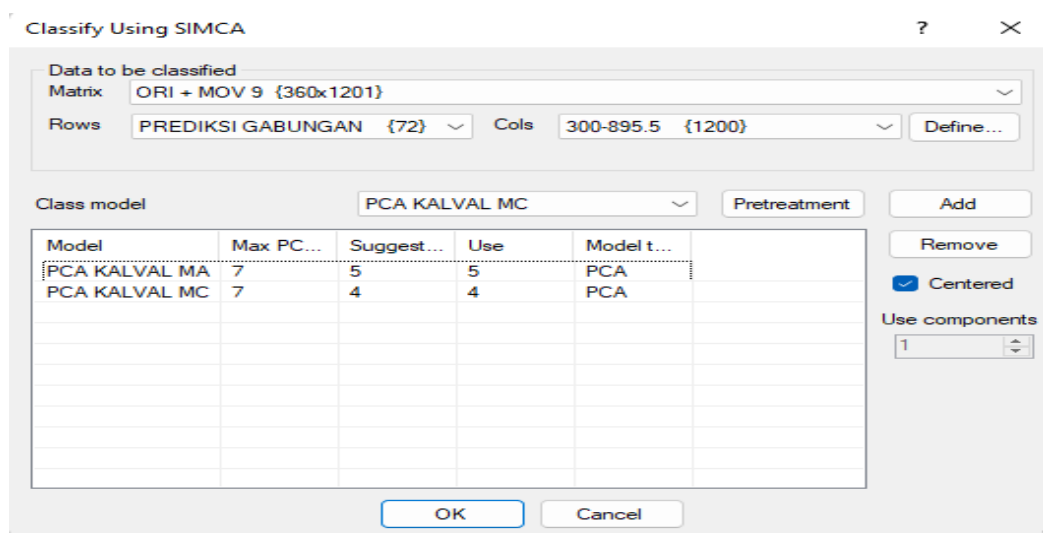 Classify Using SIMCA ? ×
Data to be classified
Matrix ORI + MOV 9 {360x1201}
Rows PREDIKSI GABUNGAN {72} Cols 300-895.5 {1200} Define...
Class model PCA KALVAL MC Pretreatment Add
Model Max PC... Suggest... Use Model t... Remove
PCA KALVAL MA 7 5 5 PCA
PCA KALVAL MC 7 4 4 PCA
Centered
Use components
1
OK Cancel